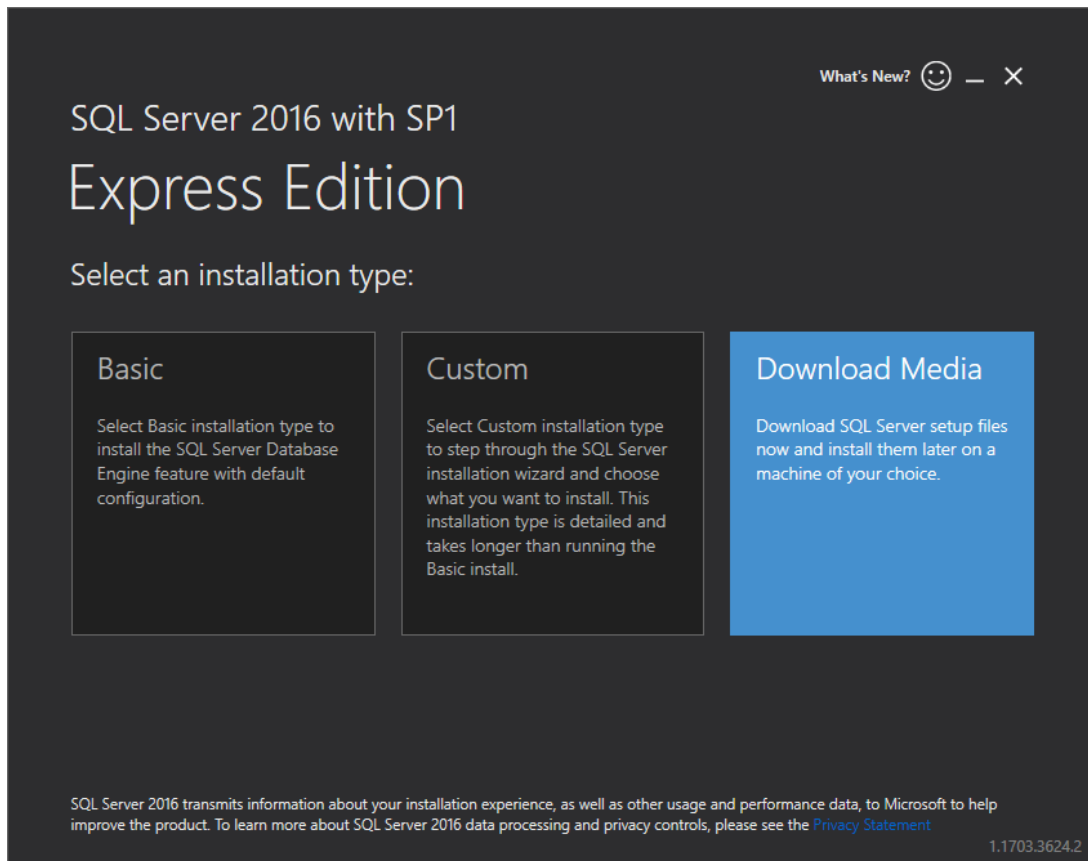 What's New?
SQL Server 2016 with SP1
Express Edition
Select an installation type:
Basic
Select Basic installation type to
install the SQL Server Database
Engine feature with default
configuration.
Custom
Select Custom installation type
to step through the SQL Server
installation wizard and choose
what you want to install. This
installation type is detailed and
takes longer than running the
Basic install.
Download Media
Download SQL Server setup files
now and install them later on a
machine of your choice.
SQL Server 2016 transmits information about your installation experience, as well as other usage and performance data, to Microsoft to help
improve the product. To learn more about SQL Server 2016 data processing and privacy controls, please see the Privacy Statement
1.1703.3624.2